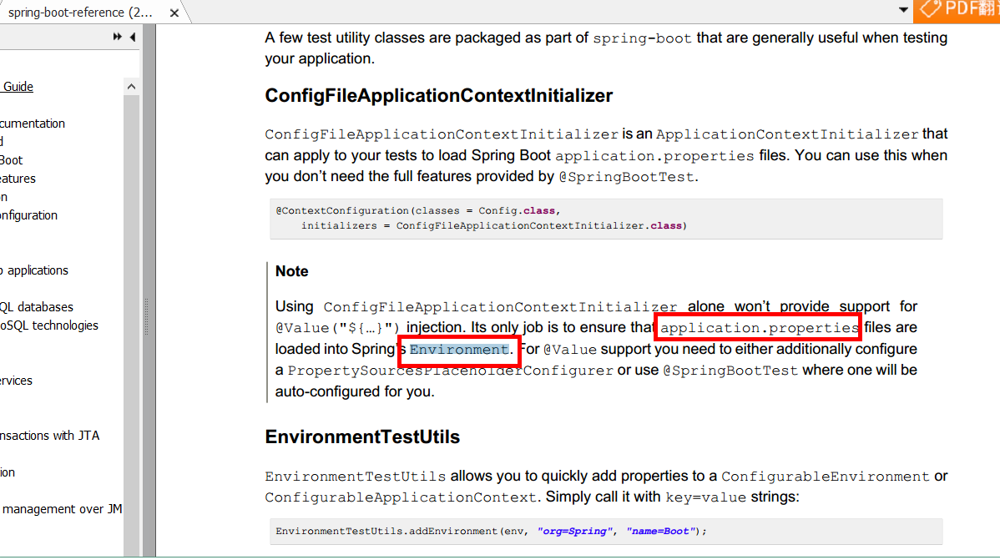 spring-boot-reference (2...
PDF翻
Guide
cumentation
d
Boot
eatures
n
onfiguration
applications
QL databases
oSQL technologies
ervices
nsactions with JTA
ion
management over JM
A few test utility classes are packaged as part of spring-boot that are generally useful when testing
your application.
ConfigFileApplicationContextInitializer
ConfigFileApplicationContextInitializer is an ApplicationContextInitializer that
can apply to your tests to load Spring Boot application.properties files. You can use this when
you don’t need the full features provided by @SpringBootTest.
@ContextConfiguration(classes = Config.class,
initializers = ConfigFileApplicationContextInitializer.class)
Note
Using ConfigFileApplicationContextInitializer alone won’t provide support for
@Value("${…}") injection. Its only job is to ensure that application.properties files are
loaded into Spring’s Environment. For @Value support you need to either additionally configure
a PropertySourcesPlaceholderConfigurer or use @SpringBootTest where one will be
auto-configured for you.
EnvironmentTestUtils
EnvironmentTestUtils allows you to quickly add properties to a ConfigurableEnvironment or
ConfigurableApplicationContext. Simply call it with key=value strings:
EnvironmentTestUtils.addEnvironment(env, "org=Spring", "name=Boot");